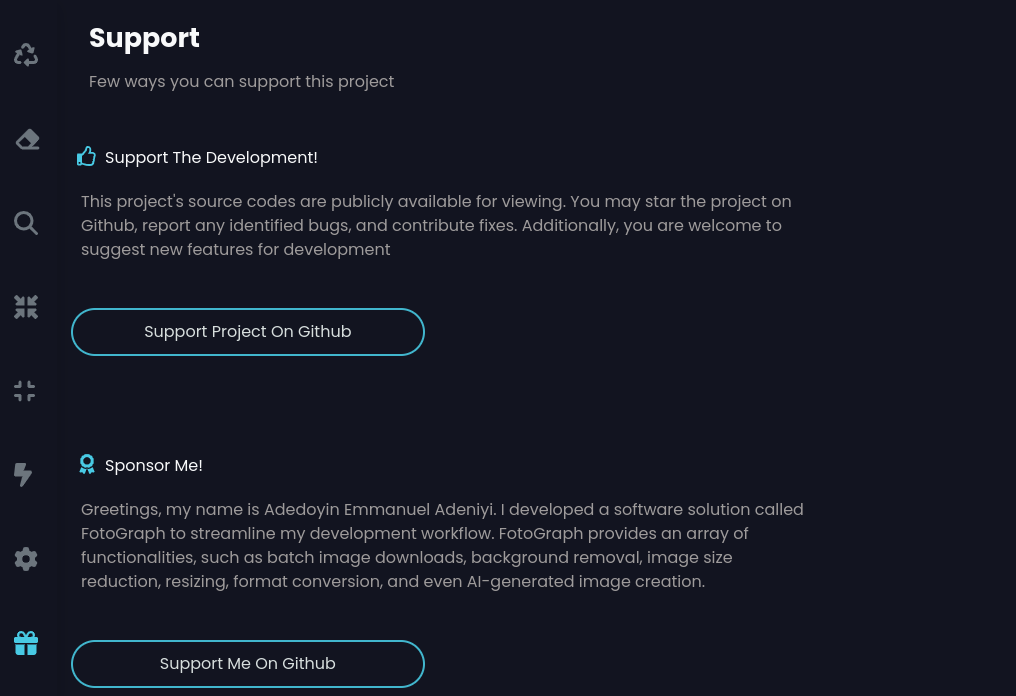 Support
Few ways you can support this project
Support The Development!
This project's source codes are publicly available for viewing. You may star the project on
Github, report any identified bugs, and contribute fixes. Additionally, you are welcome to
suggest new features for development
Support Project On Github
Sponsor Me!
Greetings, my name is Adedoyin Emmanuel Adeniyi. I developed a software solution called
FotoGraph to streamline my development workflow. FotoGraph provides an array of
functionalities, such as batch image downloads, background removal, image size
reduction, resizing, format conversion, and even AI-generated image creation.
Support Me On Github